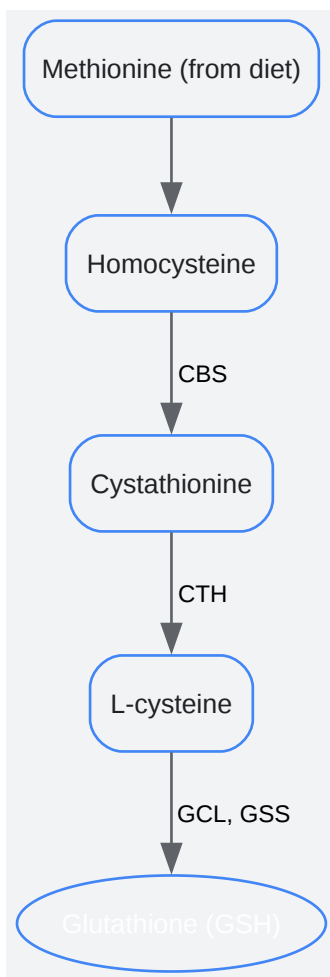 Methionine (from diet)
Homocysteine
CBS
Cystathionine
CTH
L-cysteine
GCL, GSS
Glutathione (GSH)